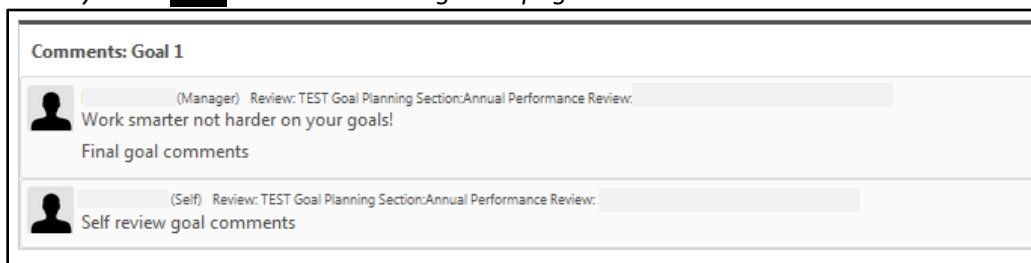 Comments: Goal 1
(Manager) Review: TEST Goal Planning Section:Annual Performance Review:
Work smarter not harder on your goals!
Final goal comments
(Self) Review: TEST Goal Planning Section:Annual Performance Review:
Self review goal comments